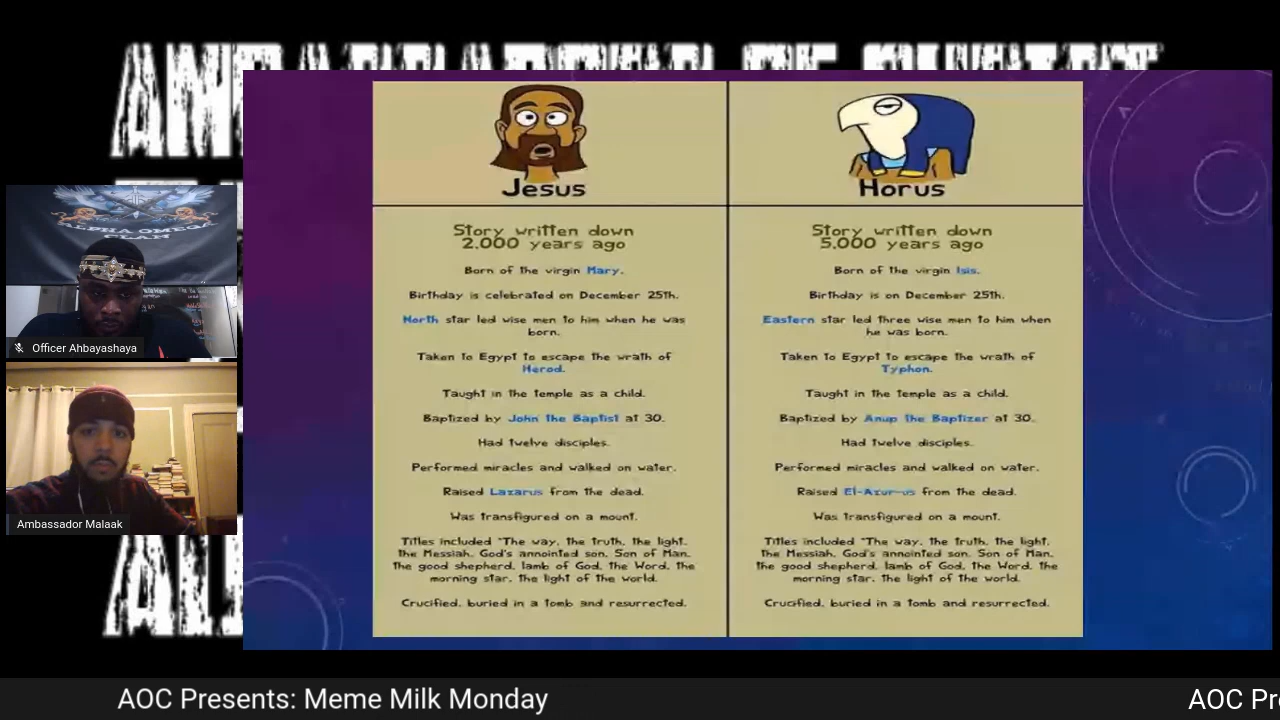 ALPHA OMEGA
CLAN
Officer Ahbayashaya
Ambassador Malaak
Jesus
Story written down
2.000 years ago
Born of the virgin Mary.
Birthday is celebrated on December 25th.
North star led wise men to him when he was
born.
Taken to Egypt to escape the wrath of
Herod.
Taught in the temple as a child.
Baptized by John the Baptist at 30.
Had twelve disciples.
Performed miracles and walked on water.
Raised Lazarus from the dead.
Was transfigured on a mount.
Titles included "The way, the truth, the light,
the Messiah, God's annointed son, Son of Man,
the good shepherd, lamb of God, the Word, the
morning star, the light of the world.
Crucified, buried in a tomb and resurrected.
Horus
Story written down
5.000 years ago
Born of the virgin Isis.
Birthday is on December 25th.
Eastern star led three wise men to him when
he was born.
Taken to Egypt to escape the wrath of
Typhon.
Taught in the temple as a child.
Baptized by Anup the Baptizer at 30.
Had twelve disciples.
Performed miracles and walked on water.
Raised El-Azur-us from the dead.
Was transfigured on a mount.
Titles included "The way, the truth, the light,
the Messiah, God's annointed son, Son of Man,
the good shepherd, lamb of God, the Word, the
morning star, the light of the world.
Crucified, buried in a tomb and resurrected.
AOC Presents: Meme Milk Monday
AOC Pr